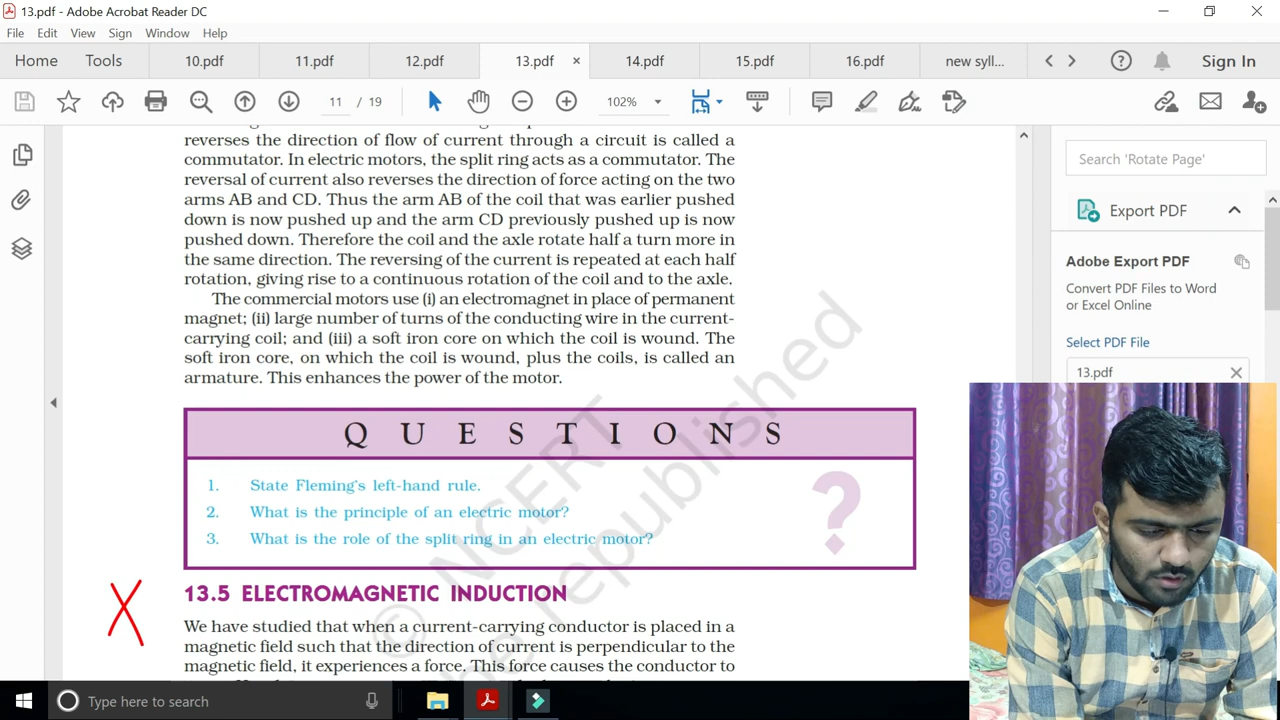 13.pdf - Adobe Acrobat Reader DC
File Edit View Sign Window Help
Home Tools 10.pdf 11.pdf 12.pdf 13.pdf × 14.pdf 15.pdf 16.pdf new syll... Sign In
11 / 19 102%
reverses the direction of flow of current through a circuit is called a
commutator. In electric motors, the split ring acts as a commutator. The
reversal of current also reverses the direction of force acting on the two
arms AB and CD. Thus the arm AB of the coil that was earlier pushed
down is now pushed up and the arm CD previously pushed up is now
pushed down. Therefore the coil and the axle rotate half a turn more in
the same direction. The reversing of the current is repeated at each half
rotation, giving rise to a continuous rotation of the coil and to the axle.
The commercial motors use (i) an electromagnet in place of permanent
magnet; (ii) large number of turns of the conducting wire in the current-
carrying coil; and (iii) a soft iron core on which the coil is wound. The
soft iron core, on which the coil is wound, plus the coils, is called an
armature. This enhances the power of the motor.
QUESTIONS
1. State Fleming's left-hand rule.
2. What is the principle of an electric motor?
3. What is the role of the split ring in an electric motor?
?
13.5 ELECTROMAGNETIC INDUCTION
We have studied that when a current-carrying conductor is placed in a
magnetic field such that the direction of current is perpendicular to the
magnetic field, it experiences a force. This force causes the conductor to
© NCERT
be republished
Search 'Rotate Page'
Export PDF
Adobe Export PDF
Convert PDF Files to Word
or Excel Online
Select PDF File
13.pdf
Type here to search